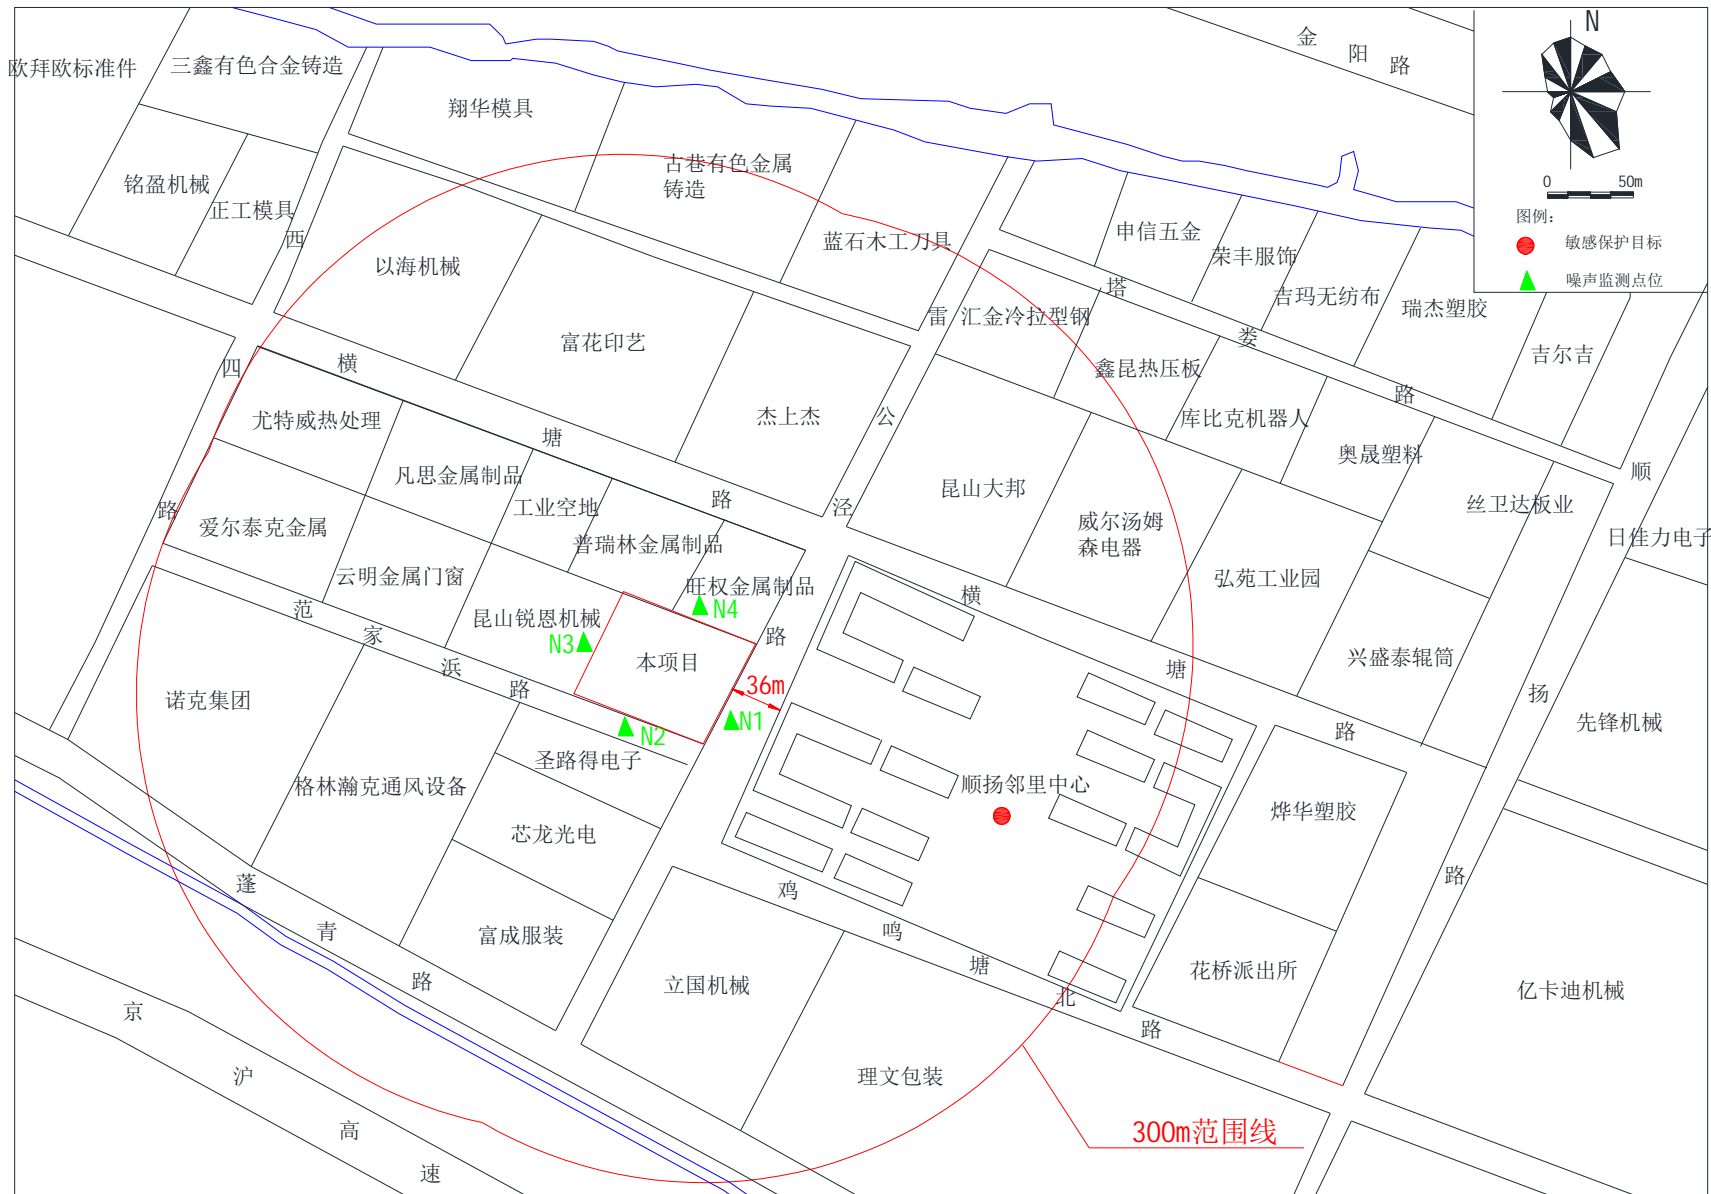 金阳路
N
0 50m
图例:
敏感保护目标
噪声监测点位
欧拜欧标准件
三鑫有色合金铸造
翔华模具
古巷有色金属
铸造
铭盈机械
正工模具
蓝石木工刀具
申信五金
荣丰服饰
吉玛无纺布
瑞杰塑胶
吉尔吉
以海机械
富花印艺
杰上杰
汇金冷拉型钢
鑫昆热压板
库比克机器人
奥晟塑料
丝卫达板业
日佳力电子
西四路
横塘路
雷公泾路
塔娄路
顺扬路
尤特威热处理
凡思金属制品
工业空地
普瑞林金属制品
旺权金属制品
爱尔泰克金属
云明金属门窗
昆山锐恩机械
昆山大邦
威尔汤姆
森电器
弘苑工业园
兴盛泰辊筒
先锋机械
N4
N3
本项目
36m
N1
N2
范家浜路
横塘路
诺克集团
格林瀚克通风设备
圣路得电子
芯龙光电
富成服装
顺扬邻里中心
烨华塑胶
花桥派出所
亿卡迪机械
蓬青路
鸡鸣塘北路
立国机械
理文包装
京沪高速
300m范围线